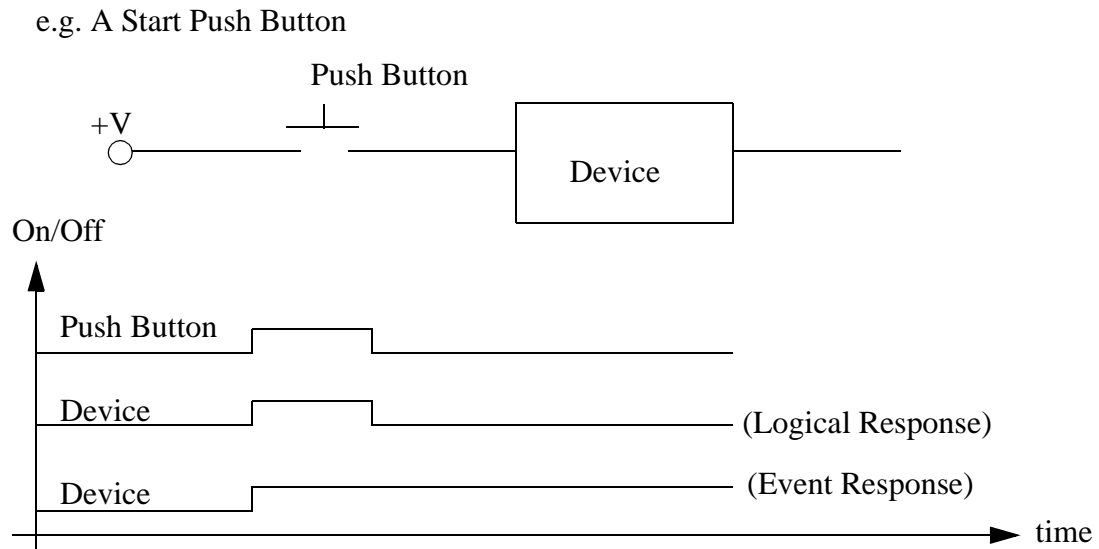 e.g. A Start Push Button
Push Button
+V
Device
On/Off
Push Button
Device
(Logical Response)
Device
(Event Response)
time